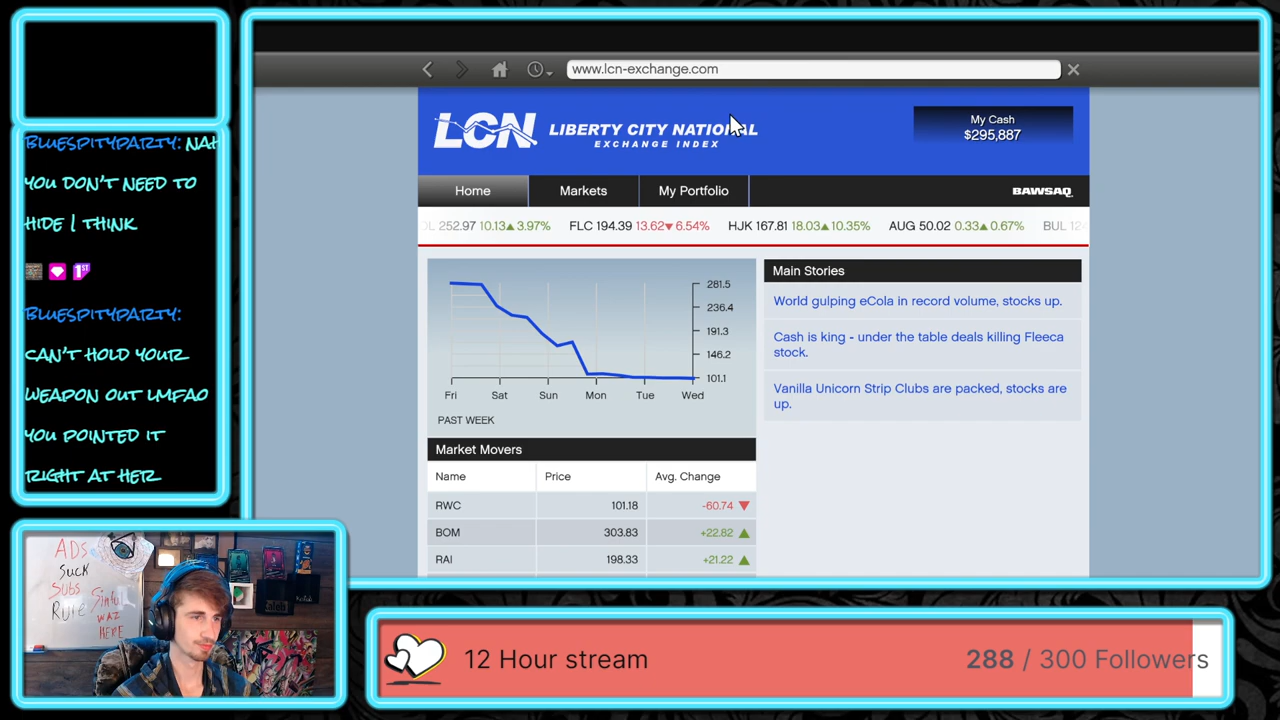 BLUESPITYPARTY: NAH
YOU DON'T NEED TO
HIDE I THINK
1ST
BLUESPITYPARTY:
CAN'T HOLD YOUR
WEAPON OUT LMFAO
YOU POINTED IT
RIGHT AT HER
www.lcn-exchange.com
LCN LIBERTY CITY NATIONAL
EXCHANGE INDEX
My Cash
$295,887
Home Markets My Portfolio BAWSAQ
252.97 10.13▲3.97% FLC 194.39 13.62▼6.54% HJK 167.81 18.03▲10.35% AUG 50.02 0.33▲0.67% BUL
281.5
236.4
191.3
146.2
101.1
Fri Sat Sun Mon Tue Wed
PAST WEEK
Main Stories
World gulping eCola in record volume, stocks up.
Cash is king - under the table deals killing Fleeca
stock.
Vanilla Unicorn Strip Clubs are packed, stocks are
up.
Market Movers
Name Price Avg. Change
RWC 101.18 -60.74 ▼
BOM 303.83 +22.82 ▲
RAI 198.33 +21.22 ▲
ADS
SUCK
SUBS
RULE
Sinful
WAZ
HERE
12 Hour stream 288 / 300 Followers